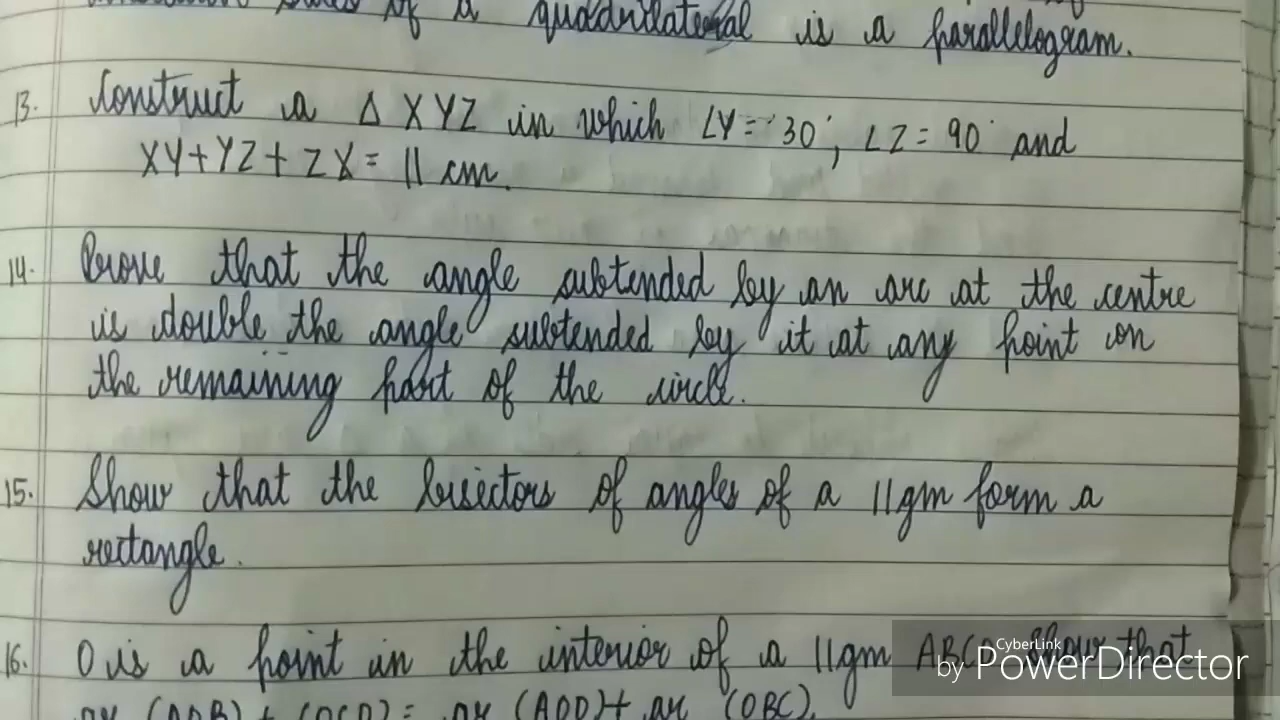 of a quadrilateral is a parallelogram.
13. Construct a Δ XYZ in which ∠Y = 30°, ∠Z = 90° and
XY+YZ+ZX = 11 cm.
14. Prove that the angle subtended by an arc at the centre
is double the angle subtended by it at any point on
the remaining part of the circle.
15. Show that the bisectors of angles of a ||gm form a
rectangle.
16. O is a point in the interior of a ||gm ABCD. Show that
ar (AOB) + (OCD) = ar (AOD) + ar (OBC).
CyberLink
by PowerDirector